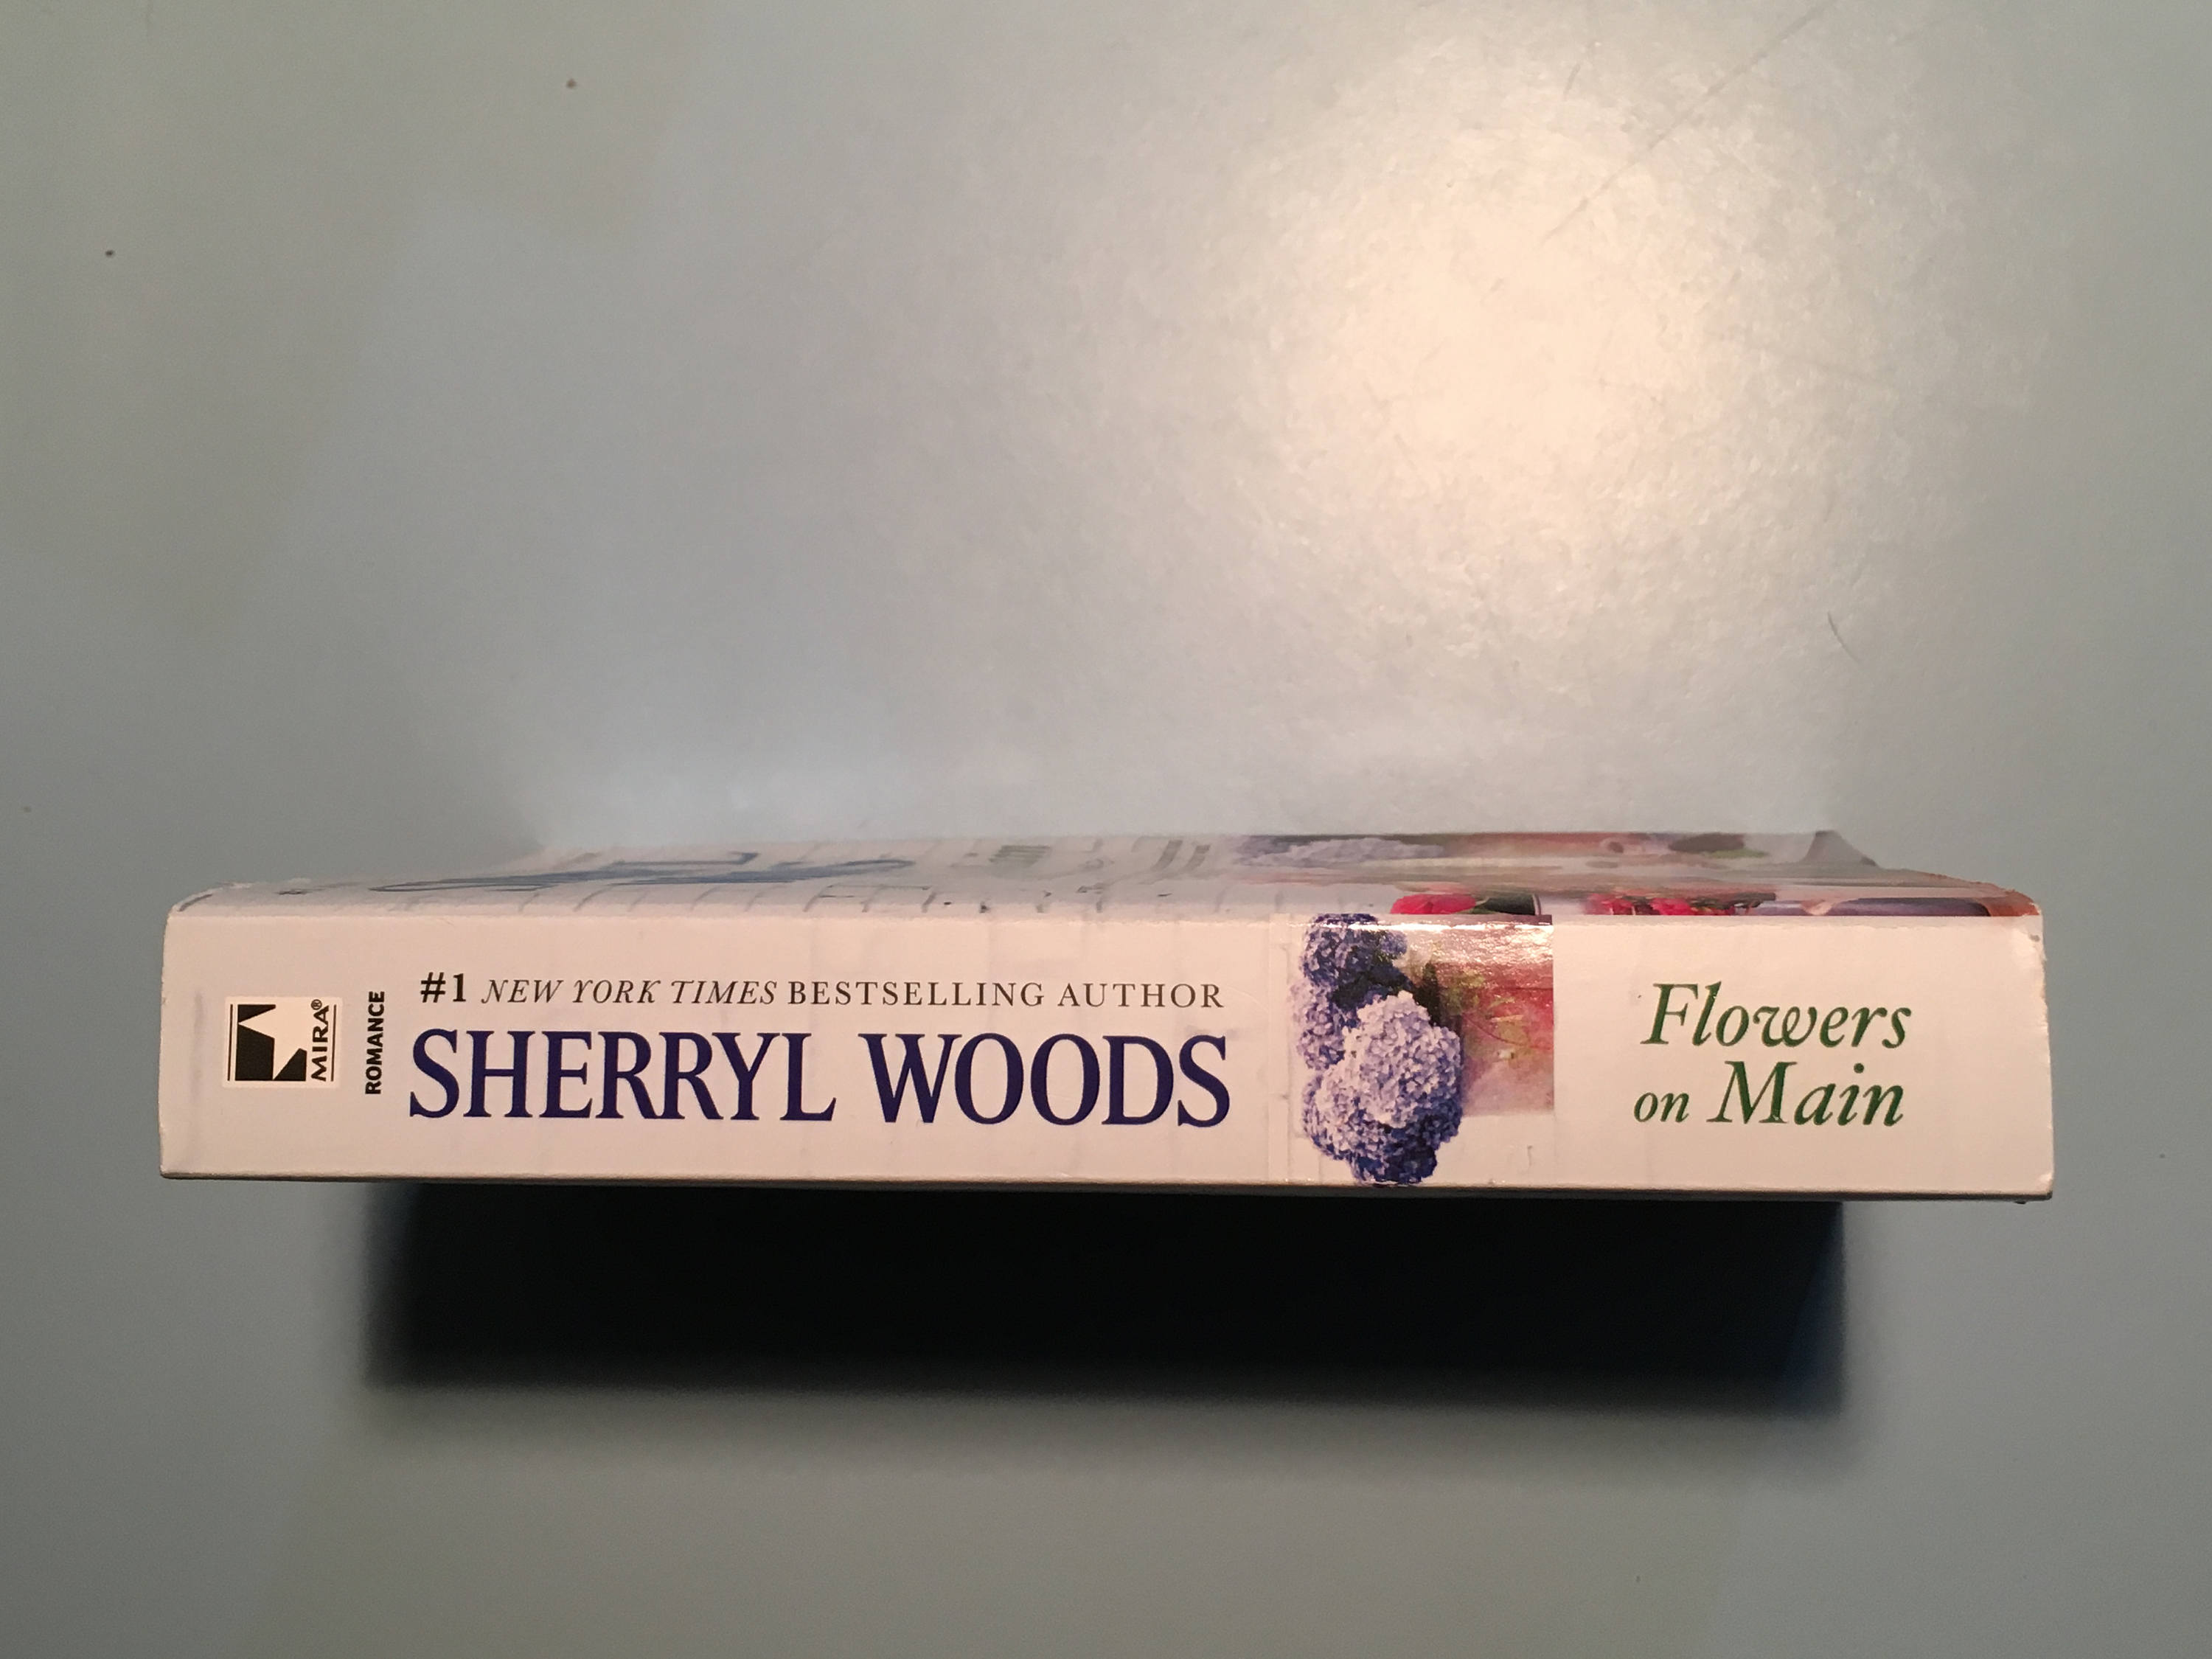 MIRA®
ROMANCE
#1 NEW YORK TIMES BESTSELLING AUTHOR
SHERRYL WOODS
Flowers
on Main